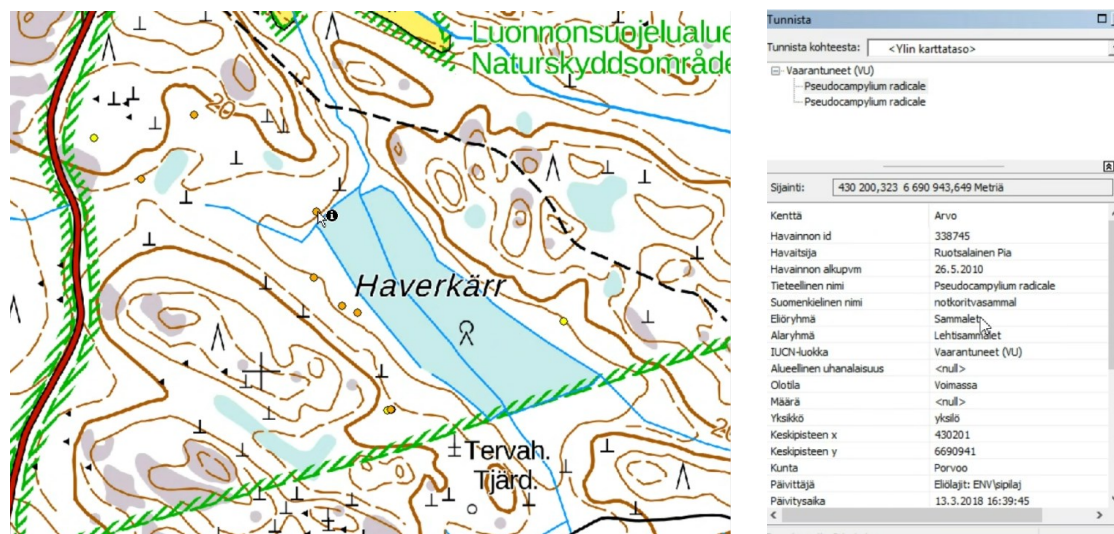 Luonnonsuojelualue
Naturskyddsområde
20
Haverkärr
Tervah.
Tjärd.
20
Tunnista
Tunnista kohteesta:
<Ylin karttataso>
Vaarantuneet (VU)
Pseudocampylium radicale
Pseudocampylium radicale
Sijainti:
430 200,323 6 690 943,649 Metriä
Kenttä Arvo
Havainnon id 338745
Havaitsija Ruotsalainen Pia
Havainnon alkupvm 26.5.2010
Tieteellinen nimi Pseudocampylium radicale
Suomenkielinen nimi notkoritvasammal
Eliöryhmä Sammalet
Alaryhmä Lehtisammalet
IUCN-luokka Vaarantuneet (VU)
Alueellinen uhanalaisuus <null>
Olotila Voimassa
Määrä <null>
Yksikkö yksilö
Keskipisteen x 430201
Keskipisteen y 6690941
Kunta Porvoo
Päivittäjä Eliölajit: ENV\sipilaj
Päivitysaika 13.3.2018 16:39:45